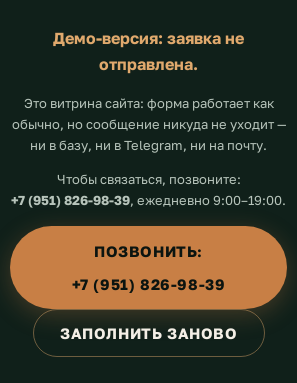 Демо-версия: заявка не
отправлена.
Это витрина сайта: форма работает как
обычно, но сообщение никуда не уходит —
ни в базу, ни в Telegram, ни на почту.
Чтобы связаться, позвоните:
+7 (951) 826-98-39, ежедневно 9:00–19:00.
ПОЗВОНИТЬ:
+7 (951) 826-98-39
ЗАПОЛНИТЬ ЗАНОВО